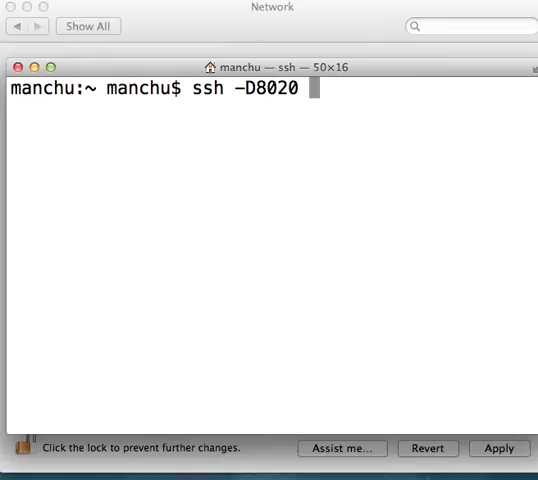 Network
Show All
manchu — ssh — 50×16
manchu:~ manchu$ ssh -D8020
Click the lock to prevent further changes.
Assist me...
Revert
Apply